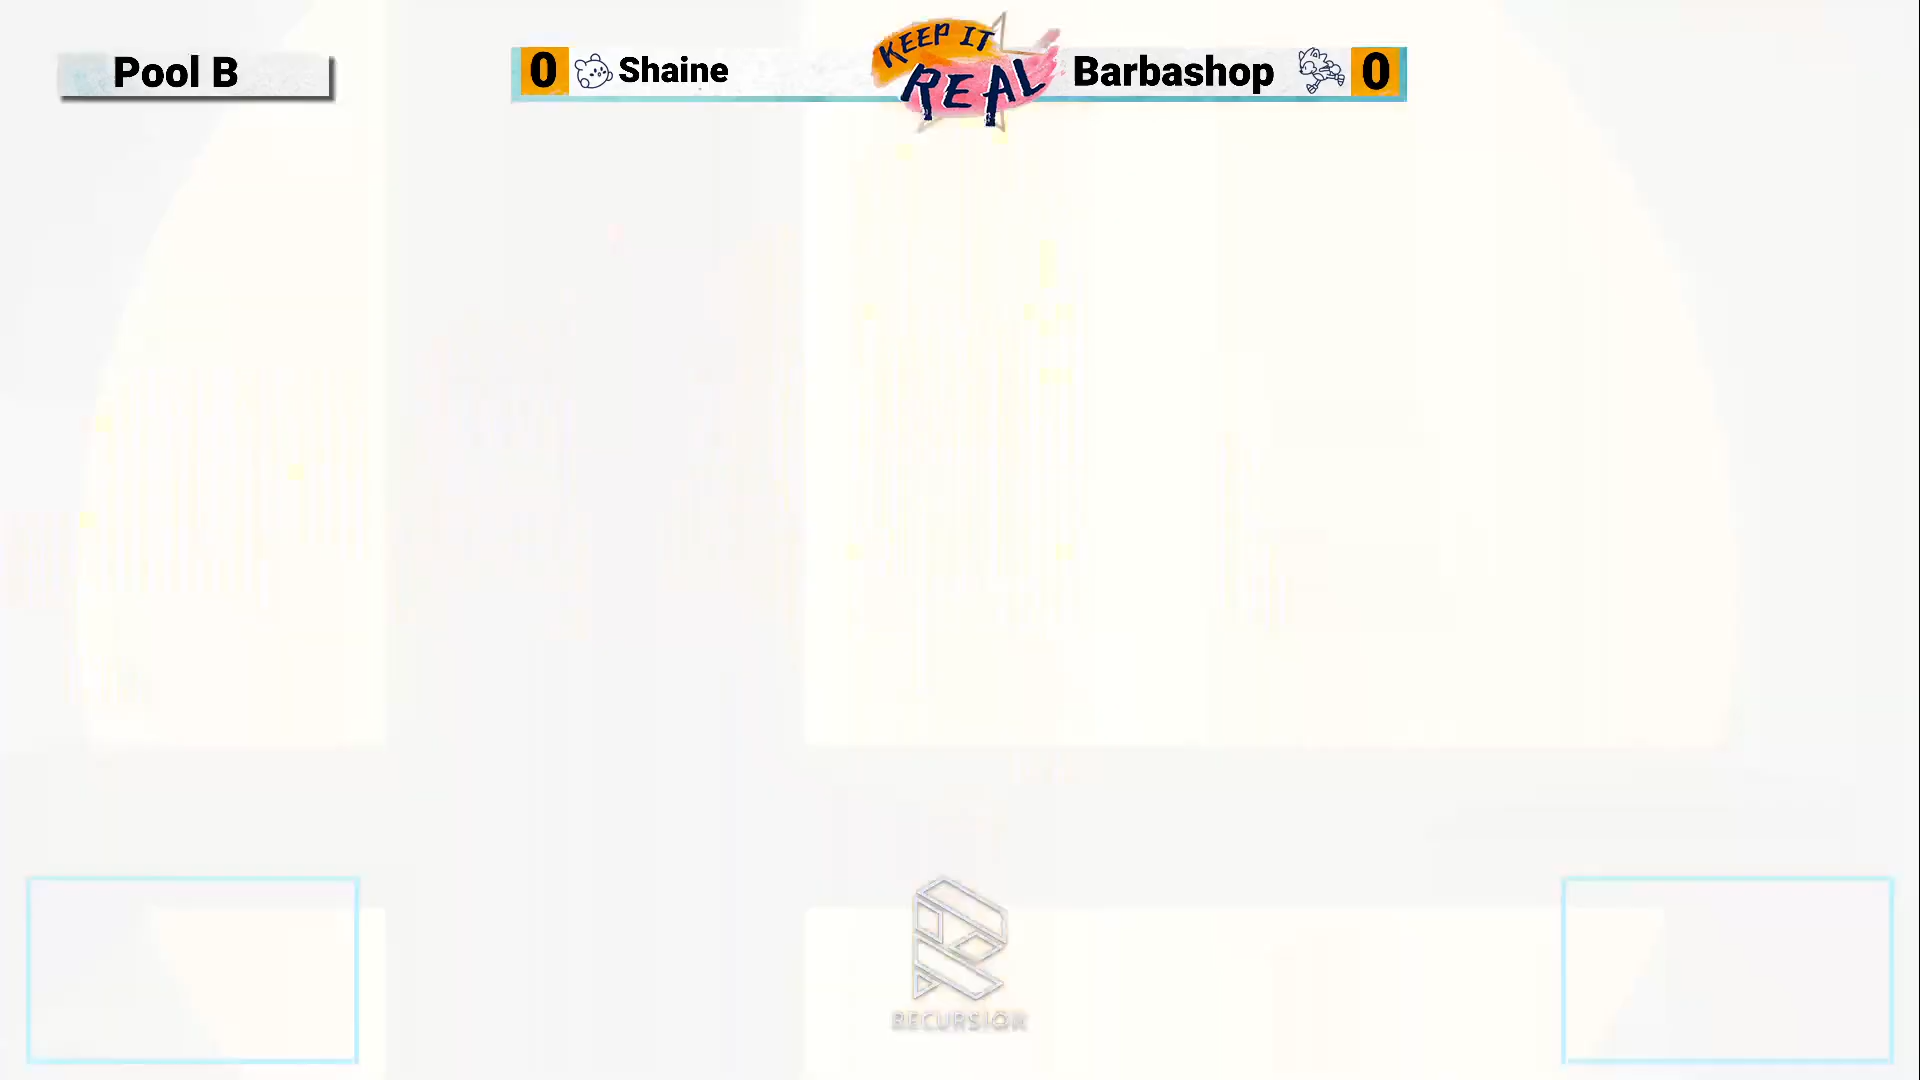 Pool B
0 Shaine
KEEP IT
REAL
Barbashop 0
RECURSION